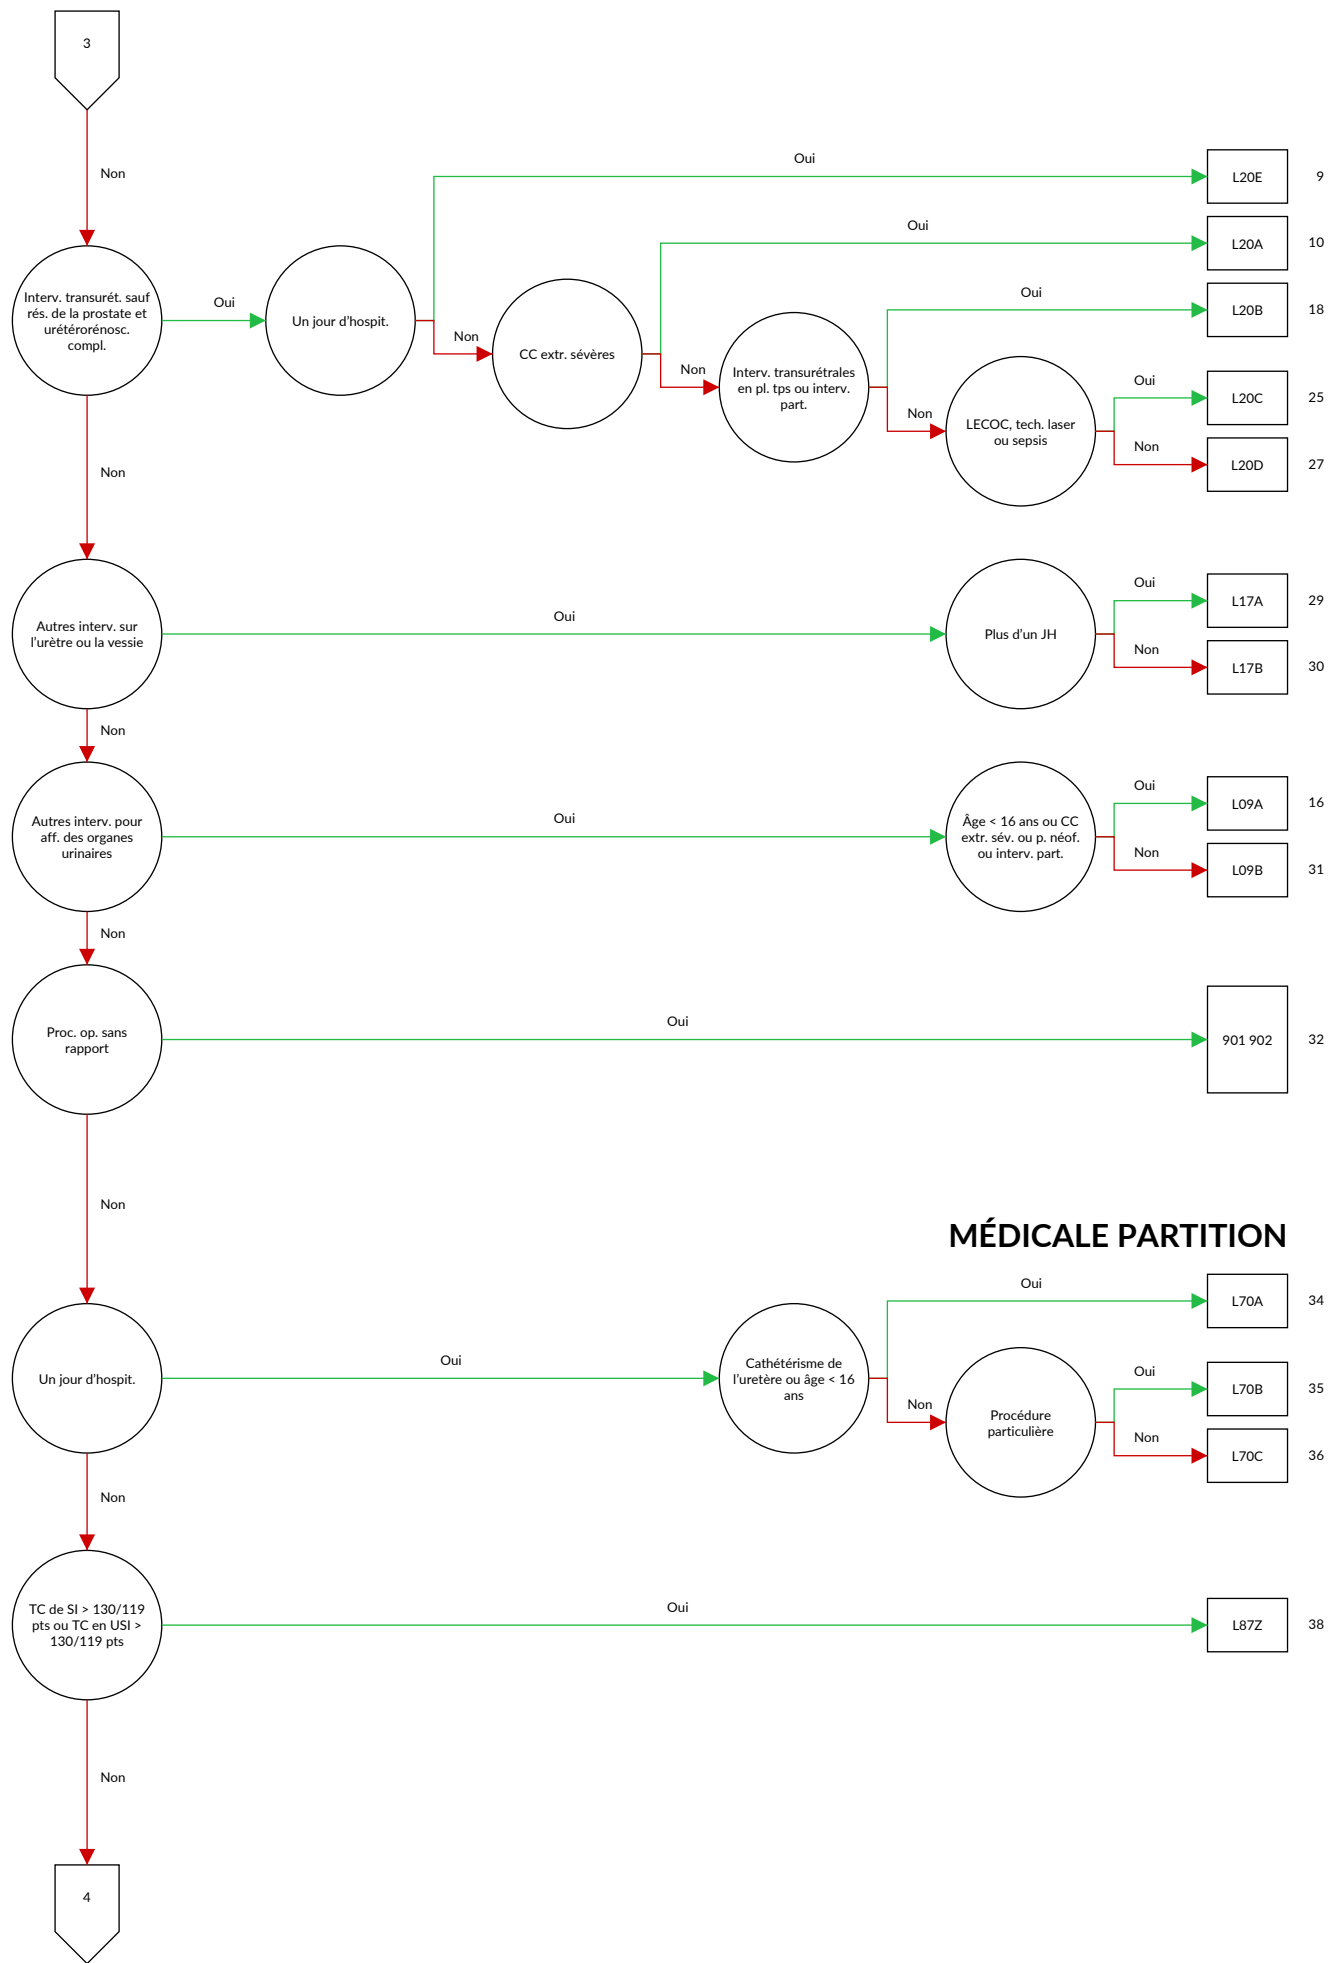 3
Non
Oui
L20E
9
Oui
L20A
10
Oui
L20B
18
Interv. transurét. sauf
rés. de la prostate et
urétérorénosc.
compl.
Oui
Un jour d'hospit.
Non
CC extr. sévères
Non
Interv. transurétrales
en pl. tps ou interv.
part.
Non
LECOC, tech. laser
ou sepsis
Oui
L20C
25
Non
L20D
27
Non
Autres interv. sur
l'urètre ou la vessie
Oui
Plus d'un JH
Oui
L17A
29
Non
L17B
30
Non
Autres interv. pour
aff. des organes
urinaires
Oui
Âge < 16 ans ou CC
extr. sév. ou p. néof.
ou interv. part.
Oui
L09A
16
Non
L09B
31
Non
Proc. op. sans
rapport
Oui
901 902
32
Non
MÉDICALE PARTITION
Un jour d'hospit.
Oui
Cathétérisme de
l'uretère ou âge < 16
ans
Oui
L70A
34
Non
Procédure
particulière
Oui
L70B
35
Non
L70C
36
Non
TC de SI > 130/119
pts ou TC en USI >
130/119 pts
Oui
L87Z
38
Non
4